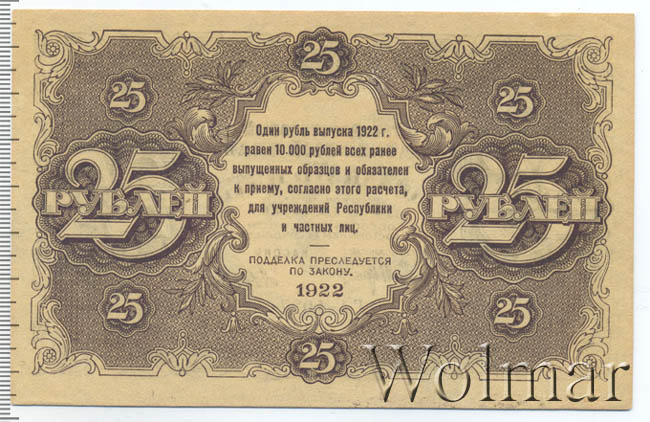 25
25
25
Один рубль выпуска 1922 г.
равен 10.000 рублей всех ранее
выпущенных образцов и обязателен
к приему, согласно этого расчета,
для учреждений Республики
и частных лиц.
25 РУБЛЕЙ
25 РУБЛЕЙ
ПОДДЕЛКА ПРЕСЛЕДУЕТСЯ
ПО ЗАКОНУ.
1922
25
25
25
Wolmar